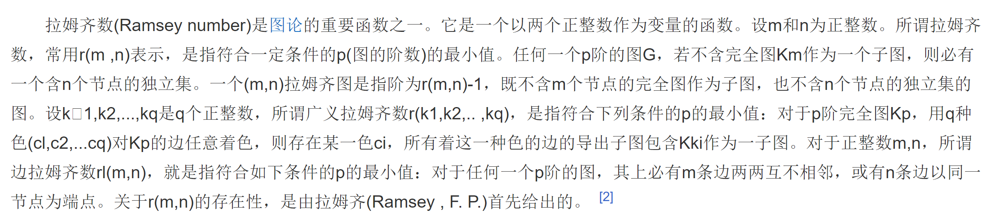 拉姆齐数(Ramsey number)是图论的重要函数之一。它是一个以两个正整数作为变量的函数。设m和n为正整数。所谓拉姆齐
数，常用r(m ,n)表示，是指符合一定条件的p(图的阶数)的最小值。任何一个p阶的图G，若不含完全图Km作为一个子图，则必有
一个含n个节点的独立集。一个(m,n)拉姆齐图是指阶为r(m,n)-1，既不含m个节点的完全图作为子图，也不含n个节点的独立集的
图。设k□1,k2,...,kq是q个正整数，所谓广义拉姆齐数r(k1,k2,.. ,kq)，是指符合下列条件的p的最小值：对于p阶完全图Kp，用q种
色(cl,c2,...cq)对Kp的边任意着色，则存在某一色ci，所有着这一种色的边的导出子图包含Kki作为一子图。对于正整数m,n，所谓
边拉姆齐数rl(m,n)，就是指符合如下条件的p的最小值：对于任何一个p阶的图，其上必有m条边两两互不相邻，或有n条边以同一
节点为端点。关于r(m,n)的存在性，是由拉姆齐(Ramsey , F. P.)首先给出的。 [2]